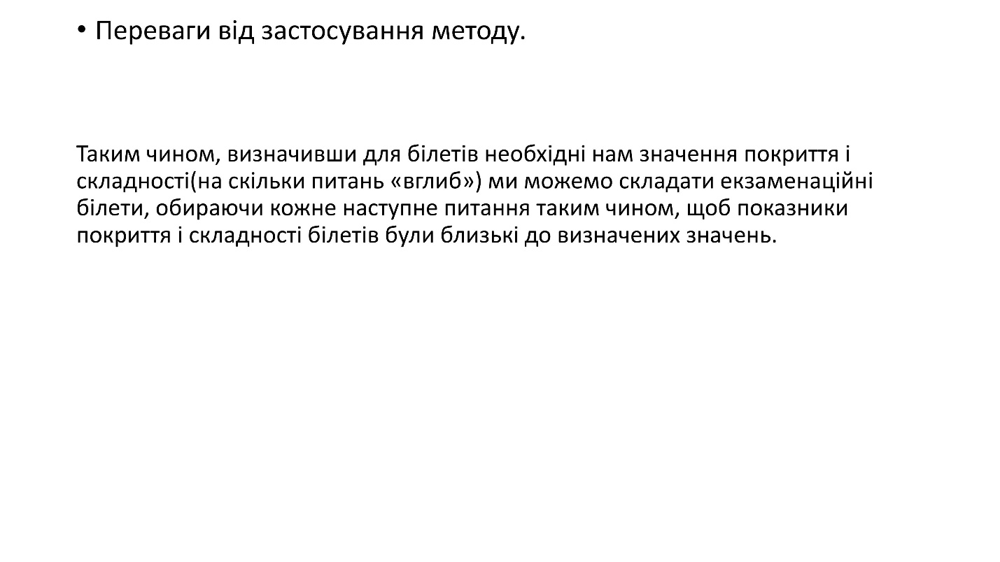 • Переваги від застосування методу.
Таким чином, визначивши для білетів необхідні нам значення покриття і
складності(на скільки питань «вглиб») ми можемо складати екзаменаційні
білети, обираючи кожне наступне питання таким чином, щоб показники
покриття і складності білетів були близькі до визначених значень.